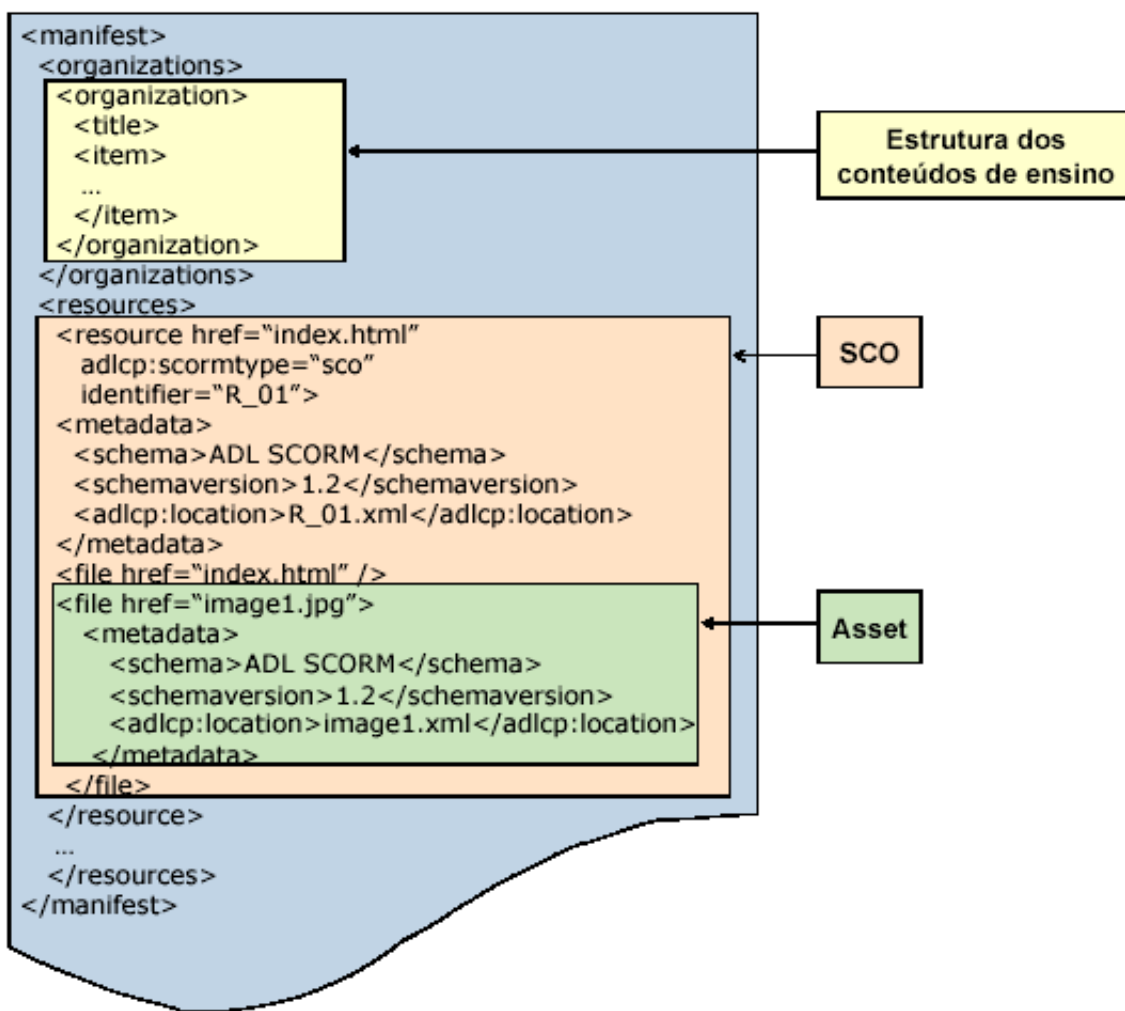 <manifest>
<organizations>
<organization>
<title>
<item>
...
</item>
</organization>
</organizations>
<resources>
<resource href=“index.html”
adlcp:scormtype=“sco”
identifier=“R_01”>
<metadata>
<schema>ADL SCORM</schema>
<schemaversion>1.2</schemaversion>
<adlcp:location>R_01.xml</adlcp:location>
</metadata>
<file href=“index.html” />
<file href=“image1.jpg”>
<metadata>
<schema>ADL SCORM</schema>
<schemaversion>1.2</schemaversion>
<adlcp:location>image1.xml</adlcp:location>
</metadata>
</file>
</resource>
...
</resources>
</manifest>
Estrutura dos
conteúdos de ensino
SCO
Asset